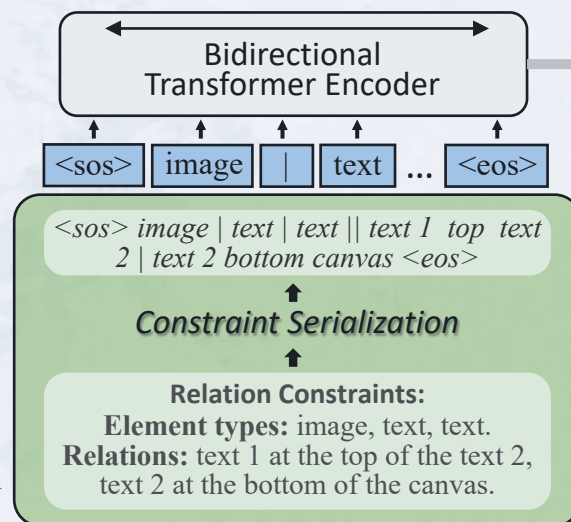 Bidirectional
Transformer Encoder
<sos> image | text ... <eos>
<sos> image | text | text || text 1 top text
2 | text 2 bottom canvas <eos>
Constraint Serialization
Relation Constraints:
Element types: image, text, text.
Relations: text 1 at the top of the text 2,
text 2 at the bottom of the canvas.